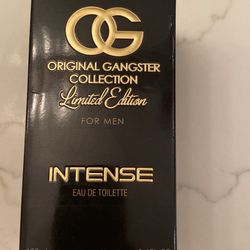 OG
ORIGINAL GANGSTER
COLLECTION
Limited Edition
FOR MEN
INTENSE
EAU DE TOILETTE